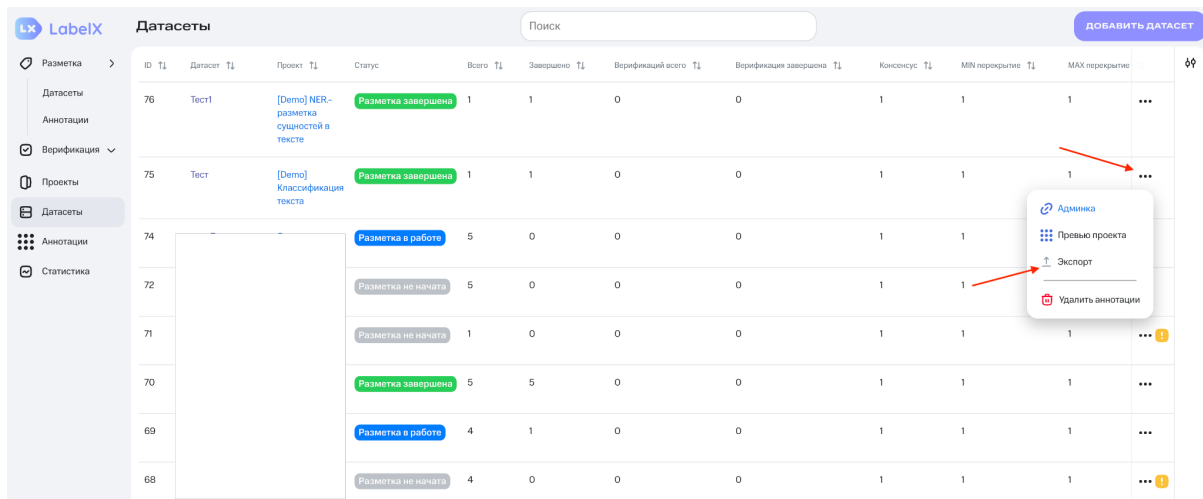 LX LabelX
Датасеты
Поиск
ДОБАВИТЬ ДАТАСЕТ
Разметка
Датасеты
Аннотации
Верификация
Проекты
Датасеты
Аннотации
Статистика
ID Датасет Проект Статус Всего Завершено Верификаций всего Верификация завершена Консенсус MIN перекрытие MAX перекрытие
76 Тест1 [Demo] NER.- Разметка завершена 1 1 0 0 1 1 1
разметка
сущностей в
тексте
75 Тест [Demo] Разметка завершена 1 1 0 0 1 1 1
Классификация
текста
74 Разметка в работе 5 0 0 0 1 1
72 Разметка не начата 5 0 0 0 1 1
71 Разметка не начата 1 0 0 0 1 1 1
70 Разметка завершена 5 5 0 0 1 1 1
69 Разметка в работе 4 1 0 0 1 1 1
68 Разметка не начата 4 0 0 0 1 1 1
Админка
Превью проекта
Экспорт
Удалить аннотации